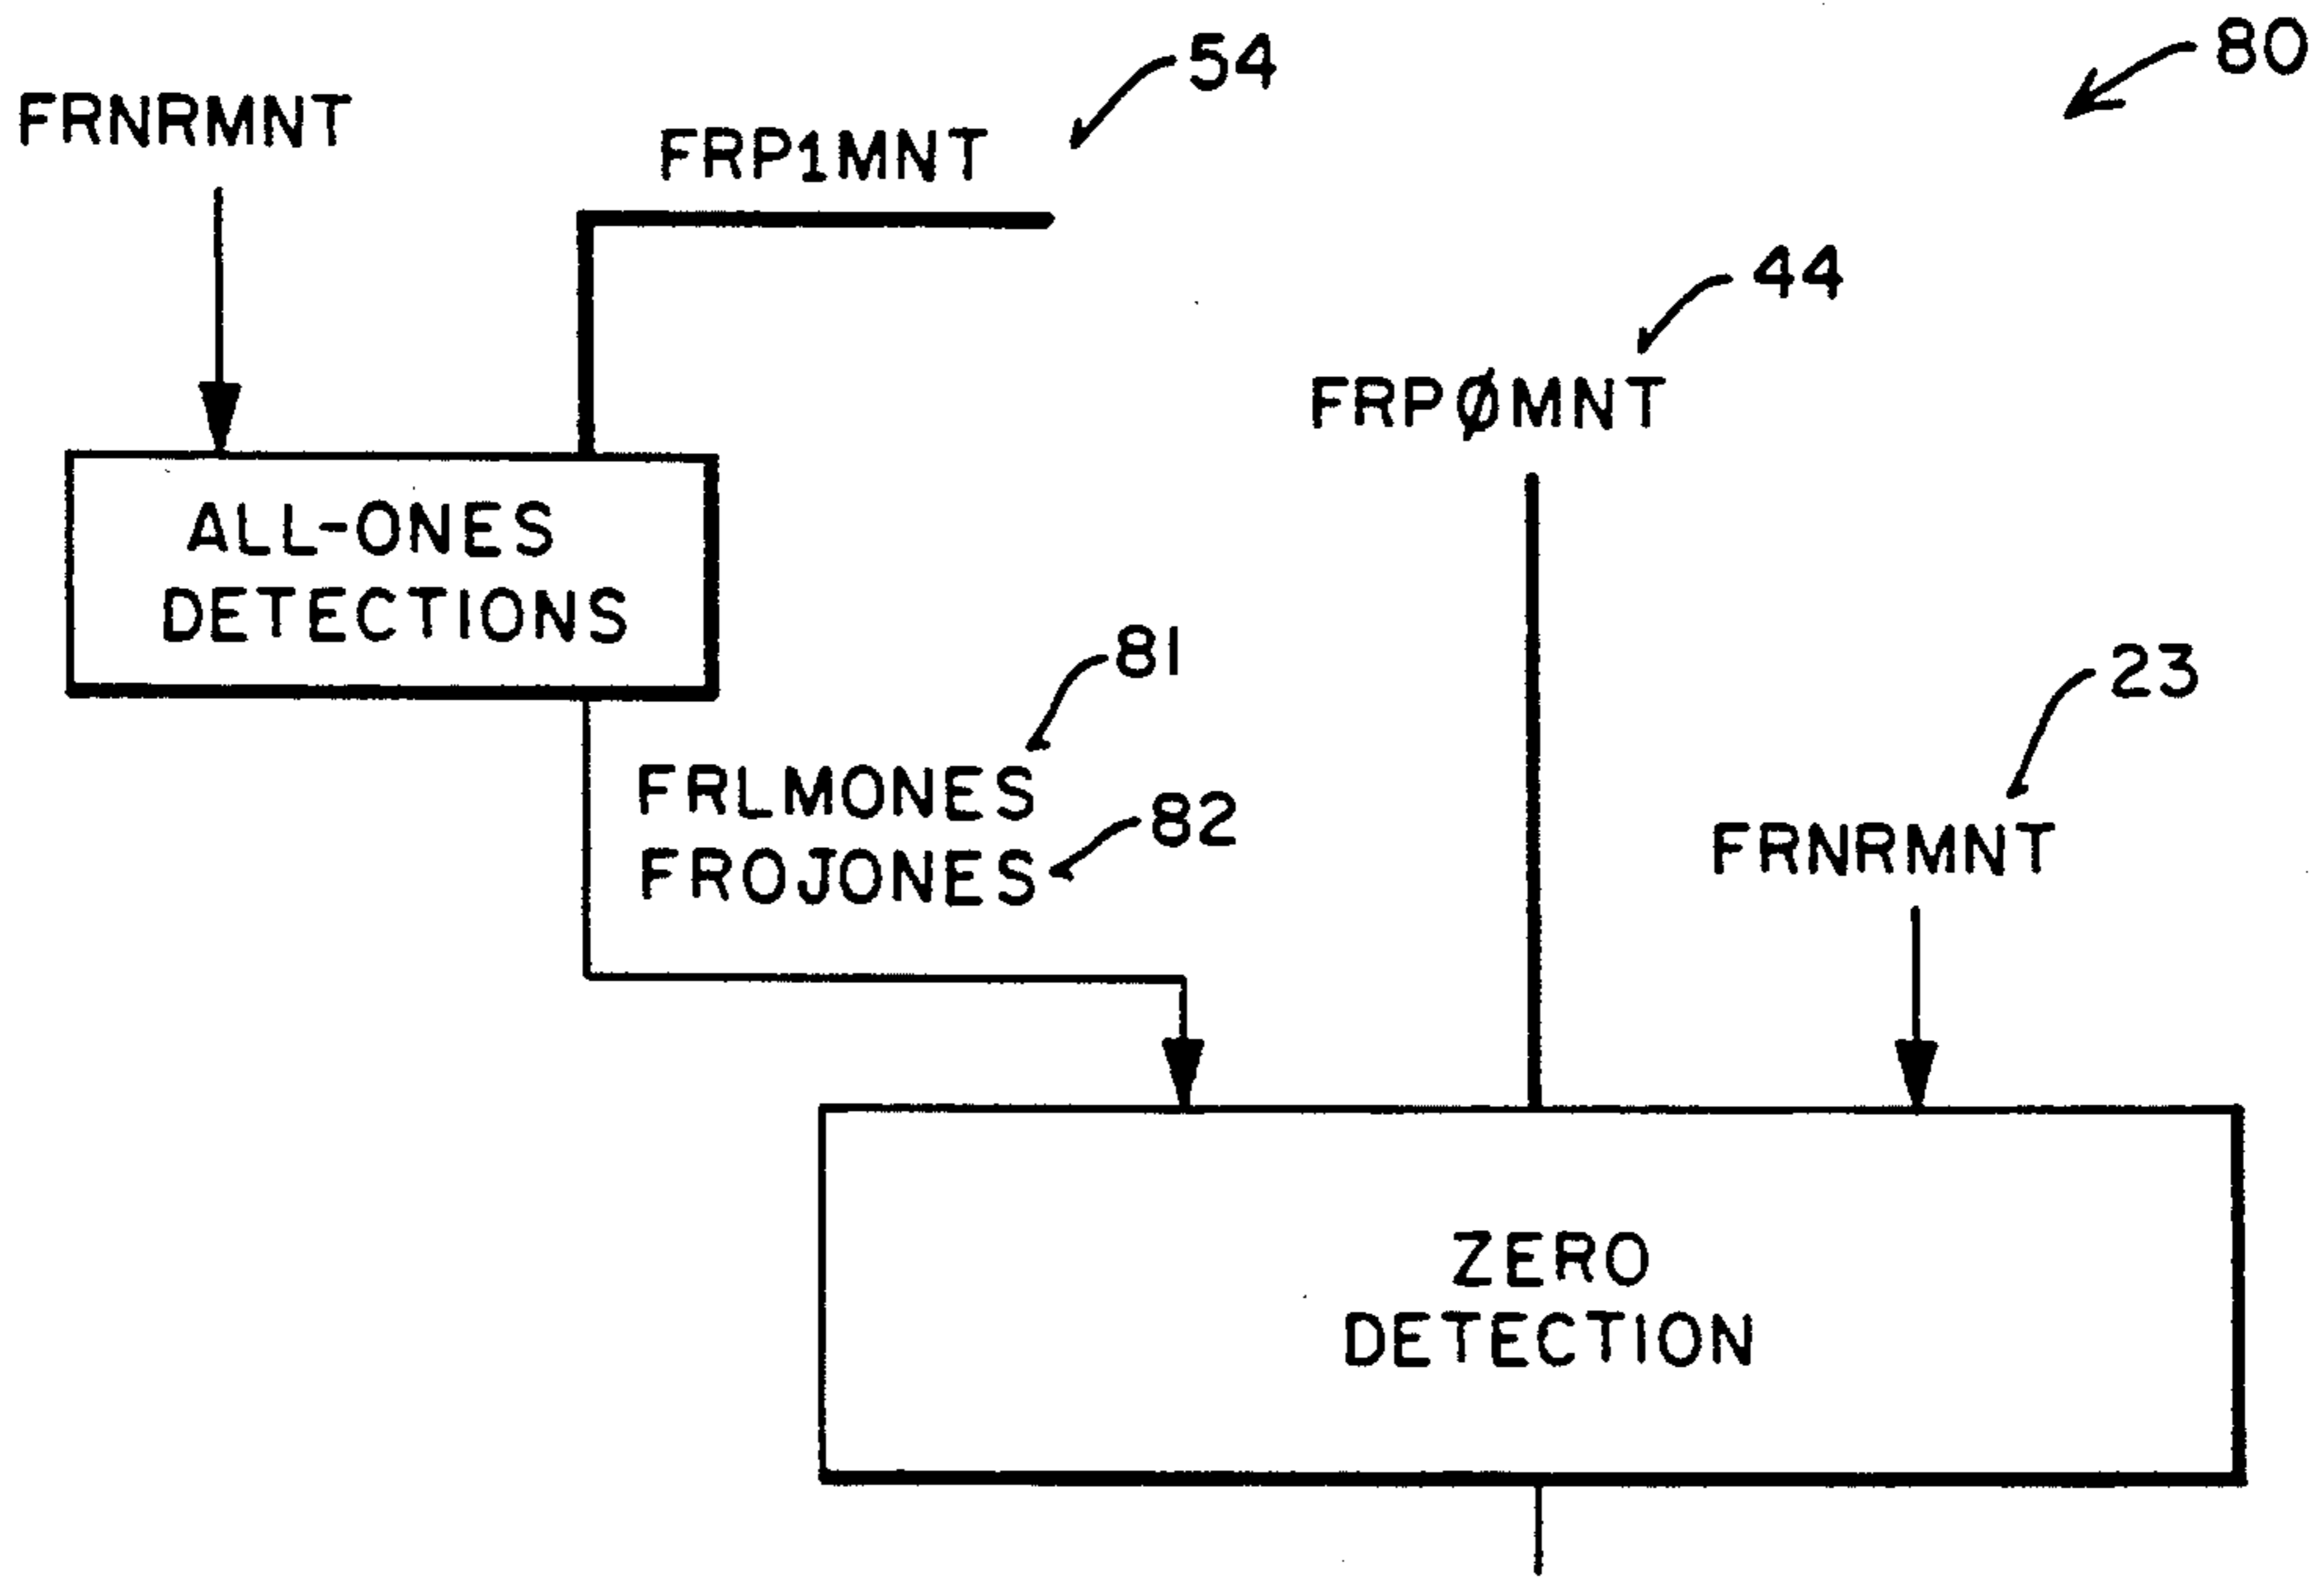 80
54
FRNRMNT
FRP1MNT
44
FRPØMNT
ALL-ONES
DETECTIONS
81
23
FRLMONES
82
FROJONES
FRNRMNT
ZERO
DETECTION